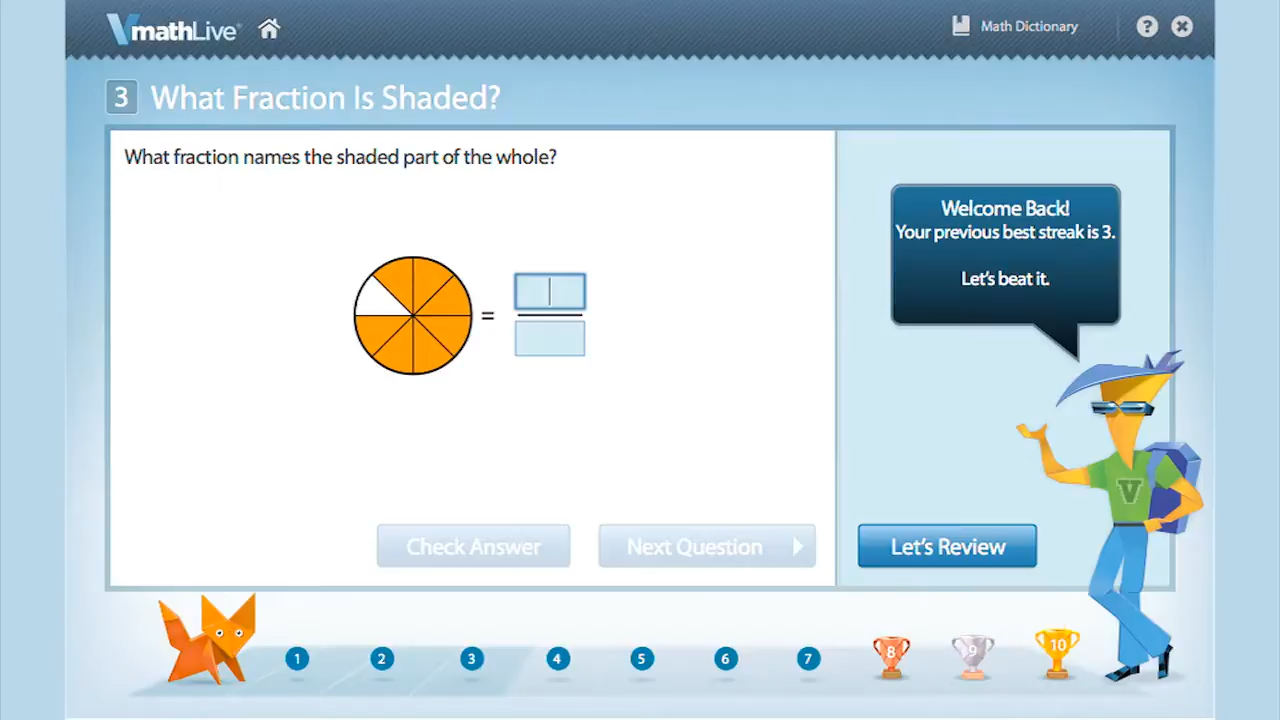 VmathLive®
Math Dictionary
?
3 What Fraction Is Shaded?
What fraction names the shaded part of the whole?
=
Welcome Back!
Your previous best streak is 3.
Let's beat it.
V
Check Answer
Next Question
Let's Review
1 2 3 4 5 6 7 8 9 10